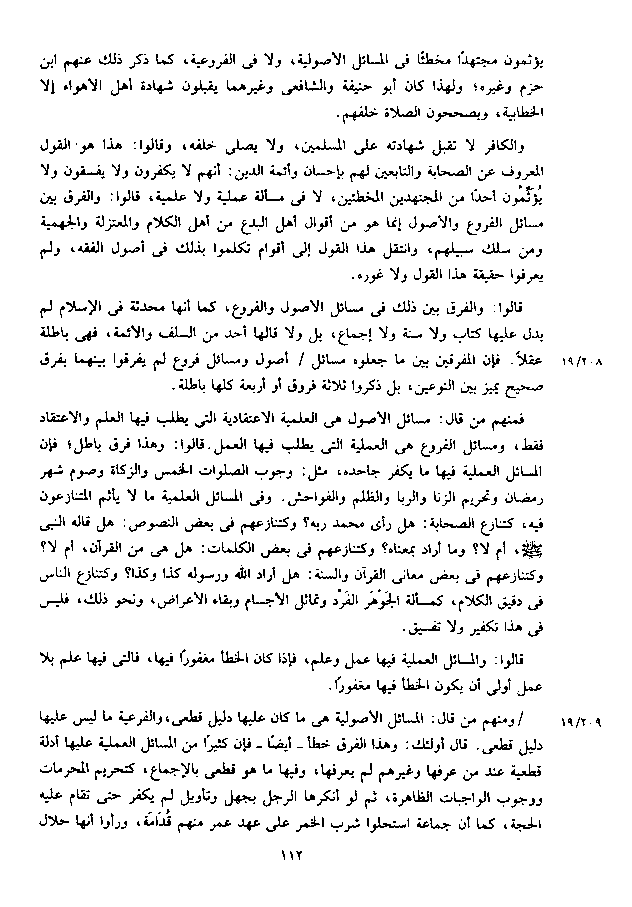 يؤثمون مجتهدًا مخطئًا فى المسائل الأصولية، ولا فى الفروعية، كما ذكر ذلك عنهم ابن
حزم وغيره؛ ولهذا كان أبو حنيفة والشافعى وغيرهما يقبلون شهادة أهل الأهواء إلا
الخطابية، ويصححون الصلاة خلفهم.
والكافر لا تقبل شهادته على المسلمين، ولا يصلى خلفه، وقالوا: هذا هو القول
المعروف عن الصحابة والتابعين لهم بإحسان وأئمة الدين: أنهم لا يكفرون ولا يفسقون ولا
يُؤَثِّمُون أحدًا من المجتهدين المخطئين، لا فى مسألة عملية ولا علمية، قالوا: والفرق بين
مسائل الفروع والأصول إنما هو من أقوال أهل البدع من أهل الكلام والمعتزلة والجهمية
ومن سلك سبيلهم، وانتقل هذا القول إلى أقوام تكلموا بذلك فى أصول الفقه، ولم
يعرفوا حقيقة هذا القول ولا غوره.
قالوا: والفرق بين ذلك فى مسائل الأصول والفروع، كما أنها محدثة فى الإسلام لم
يدل عليها كتاب ولا سنة ولا إجماع، بل ولا قالها أحد من السلف والأئمة، فهى باطلة
عقلاً. فإن المفرقين بين ما جعلوه مسائل / أصول ومسائل فروع لم يفرقوا بينهما بفرق ١٩/٢٠٨
صحيح يميز بين النوعين، بل ذكروا ثلاثة فروق أو أربعة كلها باطلة.
فمنهم من قال: مسائل الأصول هى العلمية الاعتقادية التى يطلب فيها العلم والاعتقاد
فقط، ومسائل الفروع هى العملية التى يطلب فيها العمل. قالوا: وهذا فرق باطل؛ فإن
المسائل العملية فيها ما يكفر جاحده، مثل: وجوب الصلوات الخمس والزكاة وصوم شهر
رمضان وتحريم الزنا والربا والظلم والفواحش. وفى المسائل العلمية ما لا يأثم المتنازعون
فيه، كتنازع الصحابة: هل رأى محمد ربه؟ وكتنازعهم فى بعض النصوص: هل قاله النبى
ﷺ، أم لا؟ وما أراد بمعناه؟ وكتنازعهم فى بعض الكلمات: هل هى من القرآن، أم لا؟
وكتنازعهم فى بعض معانى القرآن والسنة: هل أراد الله ورسوله كذا وكذا؟ وكتنازع الناس
فى دقيق الكلام، كمسألة الجَوْهَر الفَرْد وتماثل الأجسام وبقاء الأعراض، ونحو ذلك، فليس
فى هذا تكفير ولا تفسيق.
قالوا: والمسائل العملية فيها عمل وعلم، فإذا كان الخطأ مغفورًا فيها، فالتى فيها علم بلا
عمل أولى أن يكون الخطأ فيها مغفورًا.
/ ومنهم من قال: المسائل الأصولية هى ما كان عليها دليل قطعى، والفرعية ما ليس عليها ١٩/٢٠٩
دليل قطعى. قال أولئك: وهذا الفرق خطأ ـ أيضًا ـ فإن كثيرًا من المسائل العملية عليها أدلة
قطعية عند من عرفها وغيرهم لم يعرفها، وفيها ما هو قطعى بالإجماع، كتحريم المحرمات
ووجوب الواجبات الظاهرة، ثم لو أنكرها الرجل بجهل وتأويل لم يكفر حتى تقام عليه
الحجة، كما أن جماعة استحلوا شرب الخمر على عهد عمر منهم قُدَامَة، ورأوا أنها حلال
١١٢